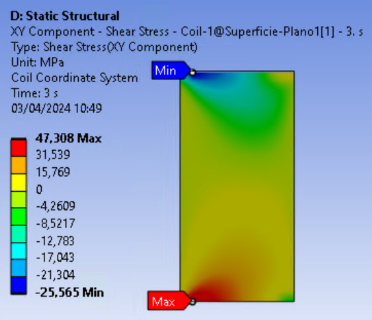 D: Static Structural
XY Component - Shear Stress - Coil-1@Superficie-Plano1[1] - 3. s
Type: Shear Stress(XY Component)
Unit: MPa
Coil Coordinate System
Time: 3 s
03/04/2024 10:49
Min
47,308 Max
31,539
15,769
0
-4,2609
-8,5217
-12,783
-17,043
-21,304
-25,565 Min
Max